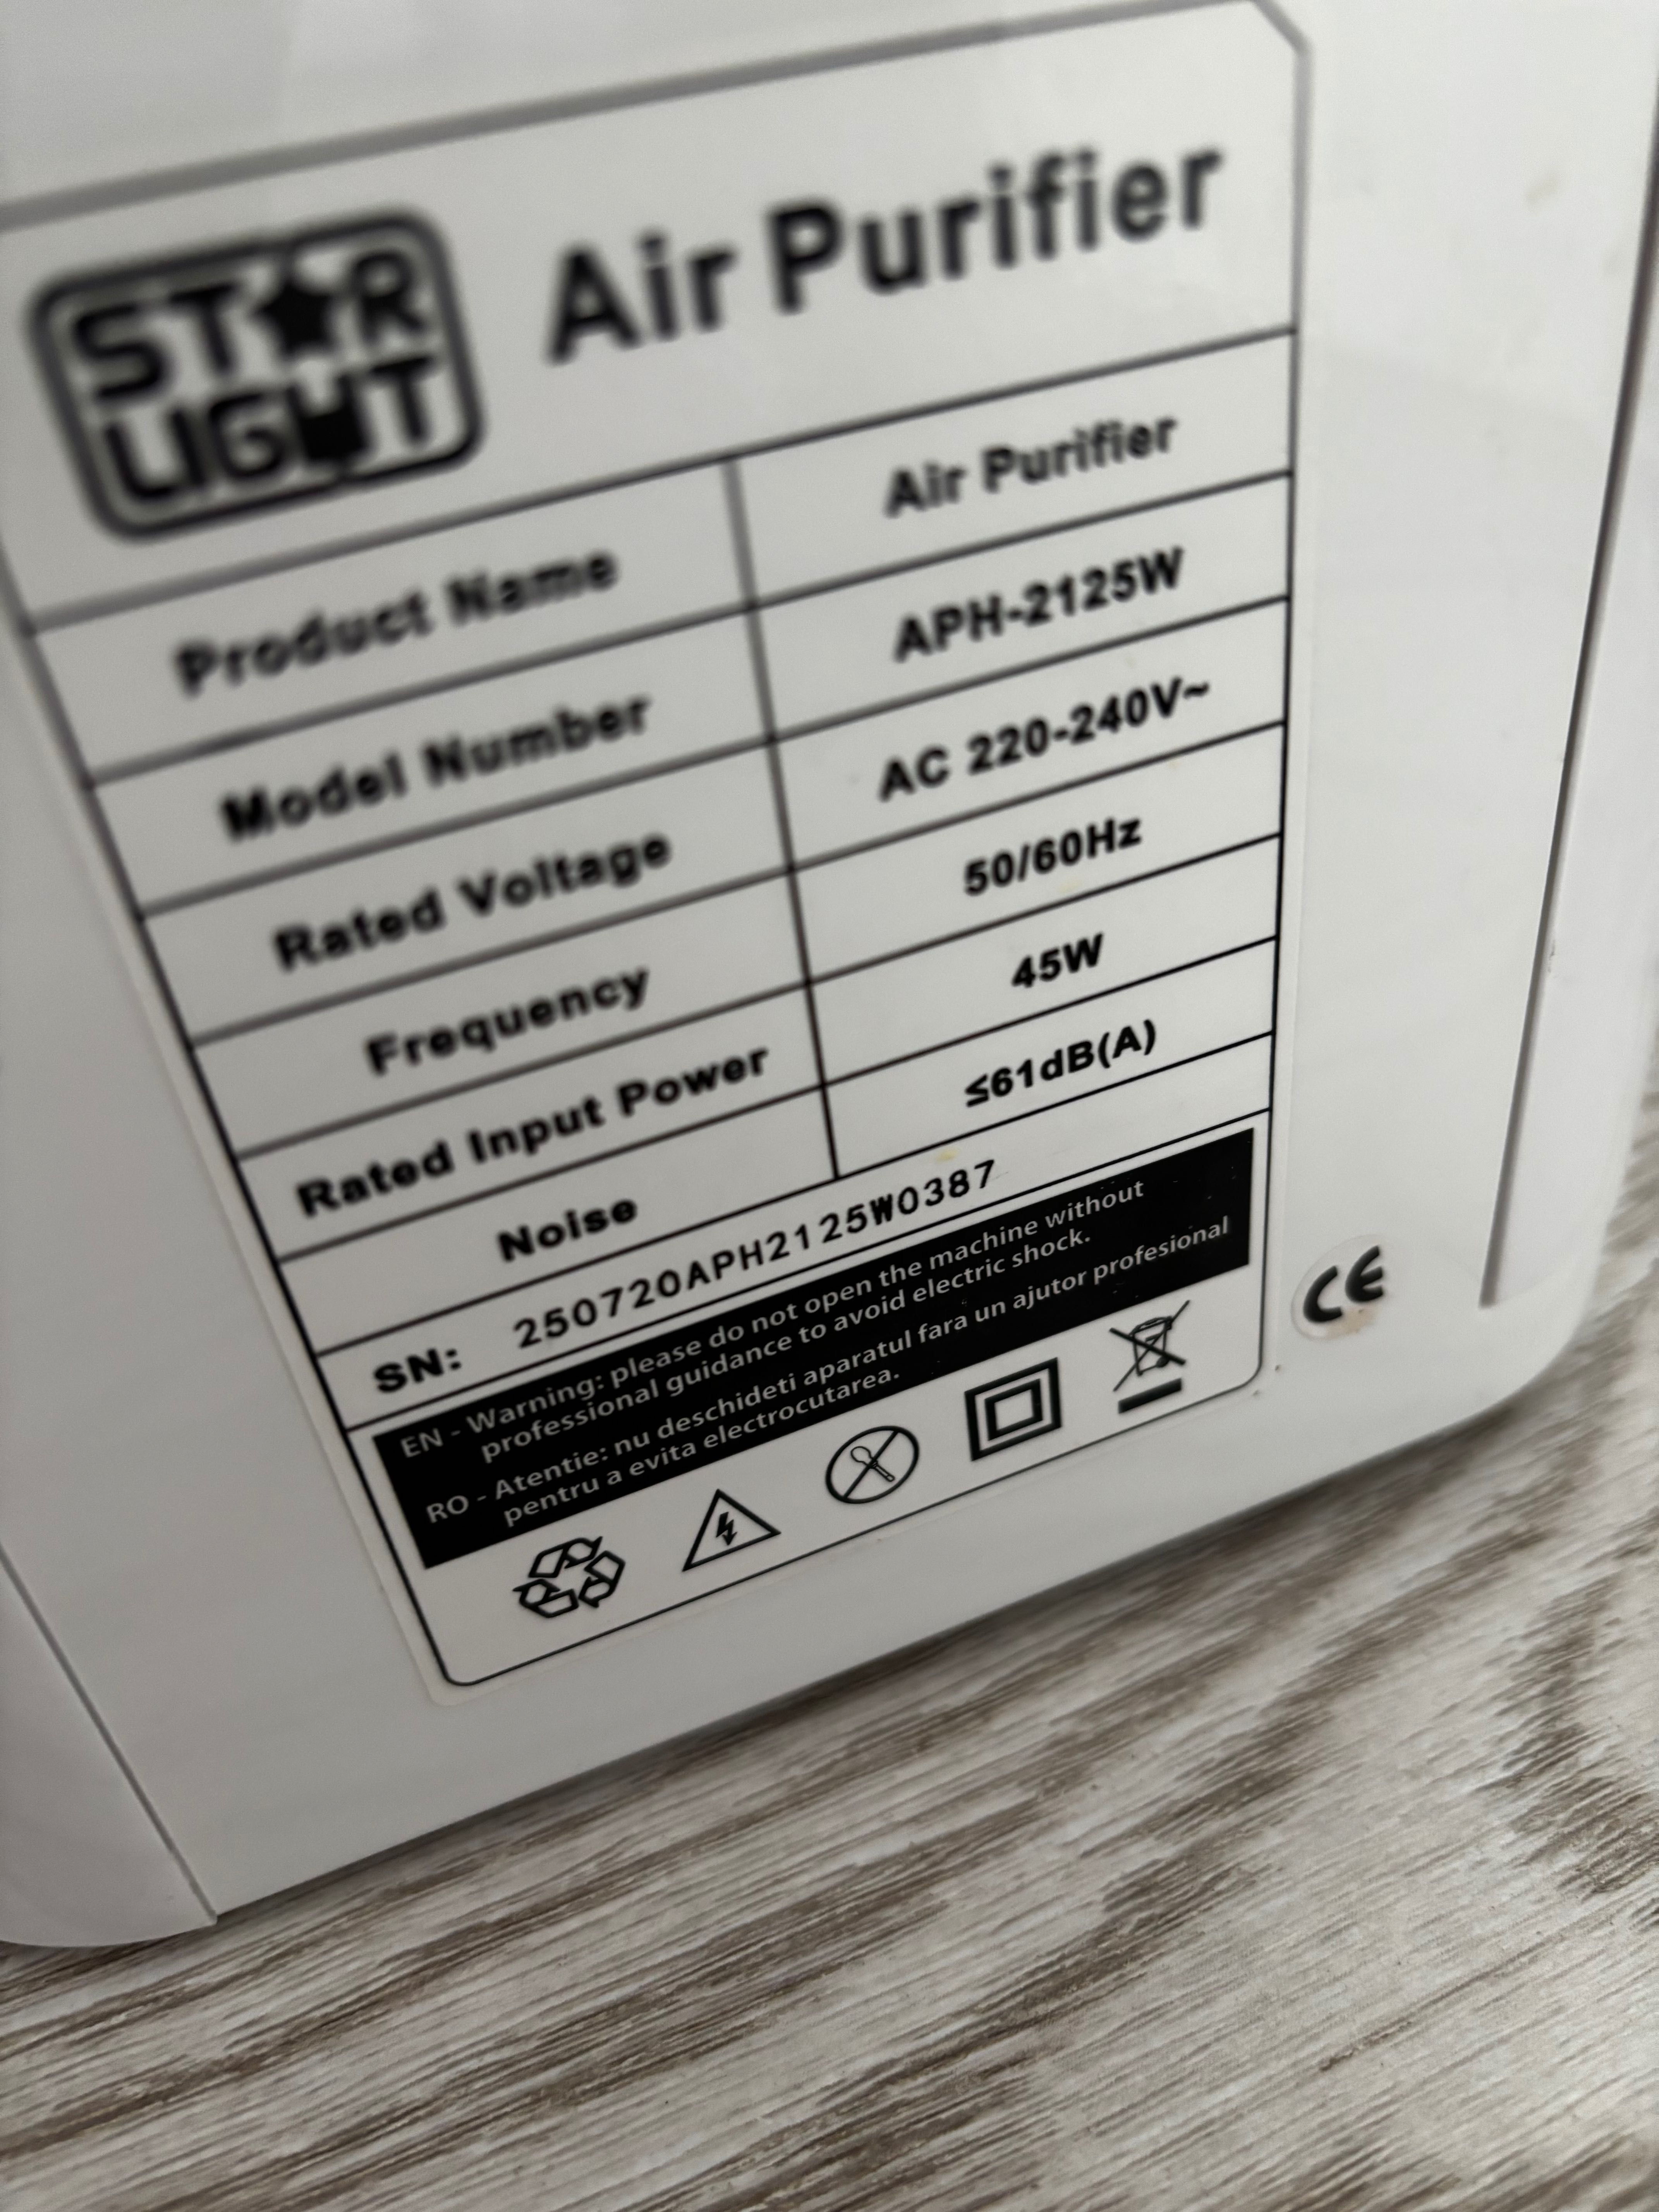 STAR
LIGHT
Air Purifier
Product Name Air Purifier
Model Number APH-2125W
Rated Voltage AC 220-240V~
Frequency 50/60Hz
Rated Input Power 45W
Noise ≤61dB(A)
SN: 250720APH2125W0387
EN - Warning: please do not open the machine without
professional guidance to avoid electric shock.
RO - Atentie: nu deschideti aparatul fara un ajutor profesional
pentru a evita electrocutarea.
CE